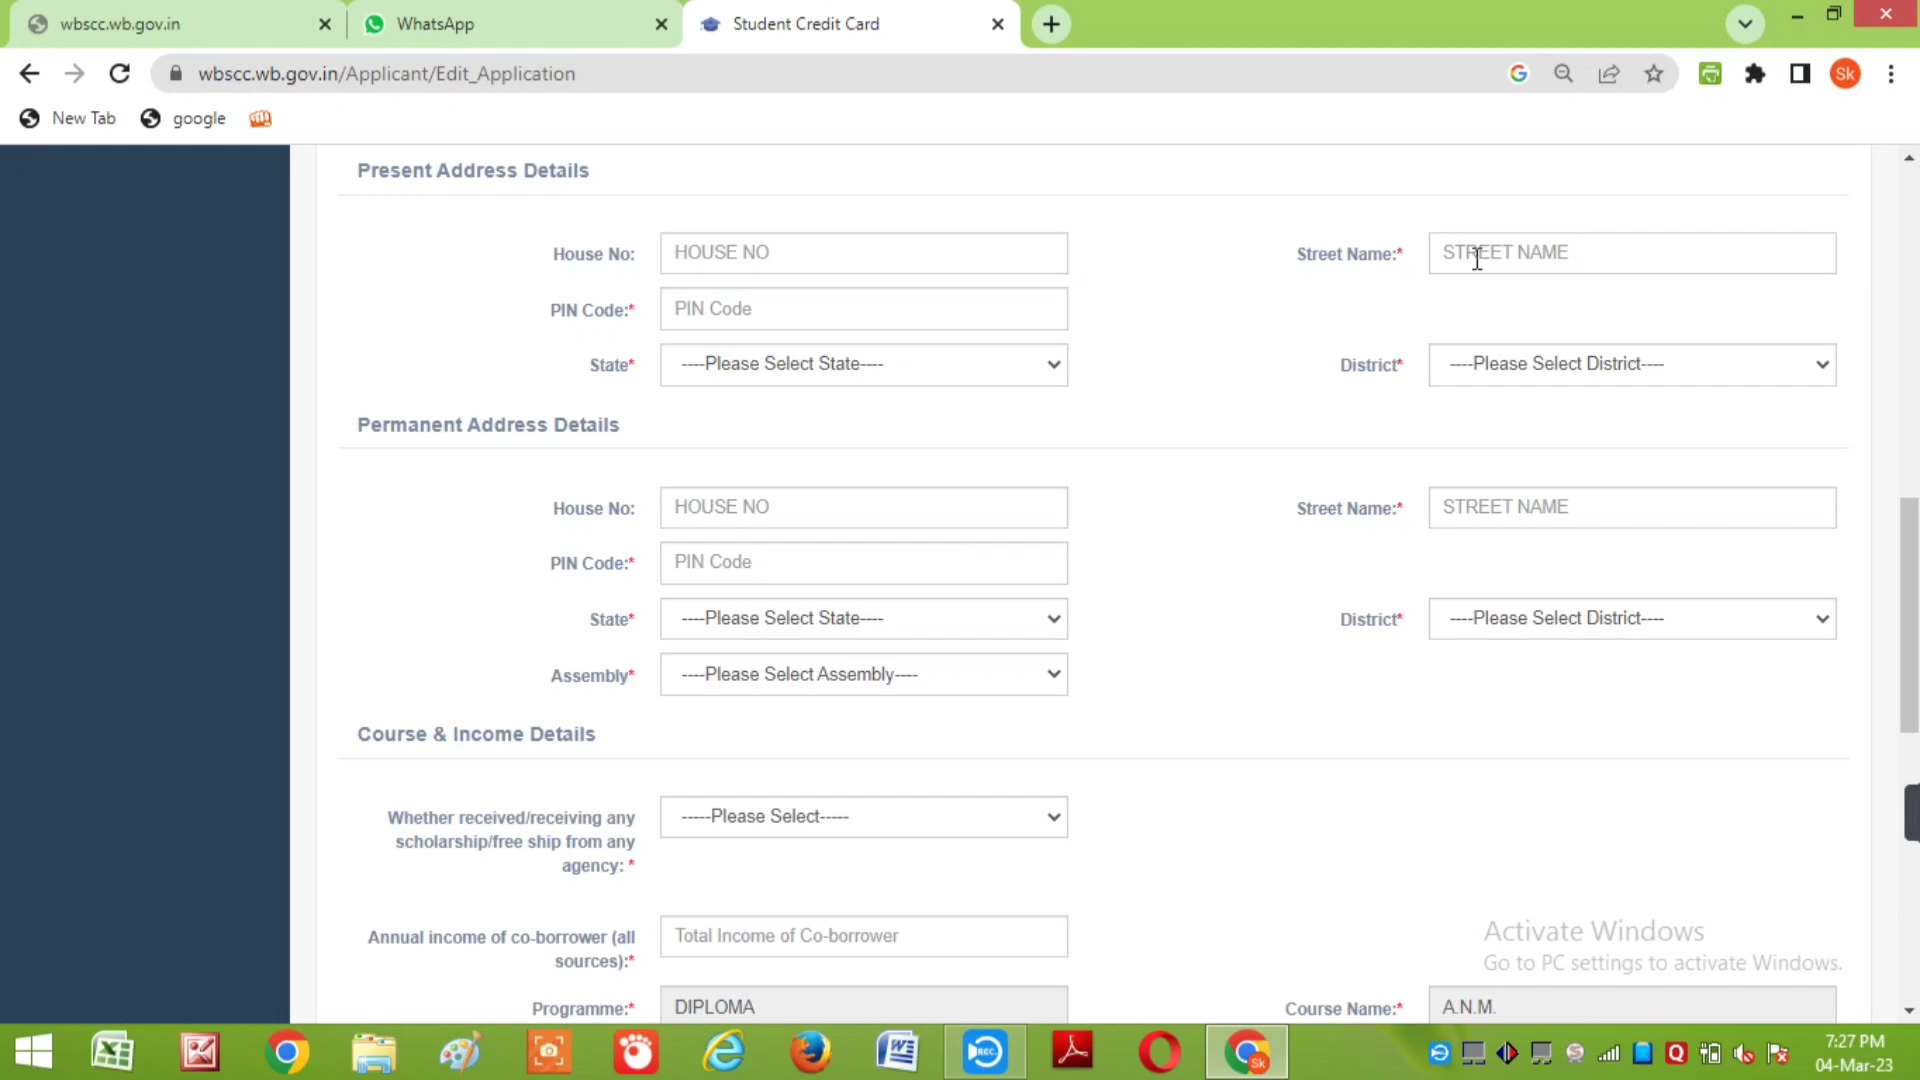 wbscc.wb.gov.in
WhatsApp
Student Credit Card
wbscc.wb.gov.in/Applicant/Edit_Application
Sk
New Tab
google
Present Address Details
House No:
HOUSE NO
Street Name:*
STREET NAME
PIN Code:*
PIN Code
State*
----Please Select State----
District*
----Please Select District----
Permanent Address Details
House No:
HOUSE NO
Street Name:*
STREET NAME
PIN Code:*
PIN Code
State*
----Please Select State----
District*
----Please Select District----
Assembly*
----Please Select Assembly----
Course & Income Details
Whether received/receiving any
scholarship/free ship from any
agency: *
-----Please Select-----
Annual income of co-borrower (all
sources):*
Total Income of Co-borrower
Activate Windows
Go to PC settings to activate Windows.
Programme:*
DIPLOMA
Course Name:*
A.N.M.
REC
Sk
7:27 PM
04-Mar-23